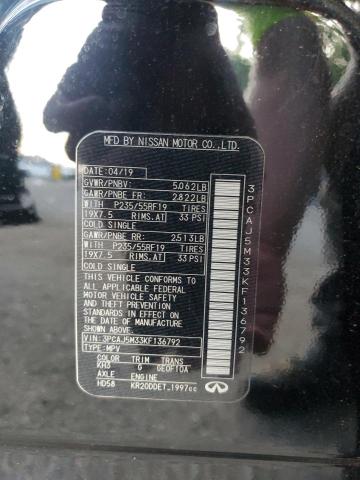 MFD BY NISSAN MOTOR CO.,LTD.
DATE: 04/19
GVWR/PNBV: 5.062LB
GAWR/PNBE FR: 2.822LB
WITH P235/55RF19 TIRES
19X7.5 RIMS.AT 33 PSI
COLD SINGLE
GAWR/PNBE RR: 2.513LB
WITH P235/55RF19 TIRES
19X7.5 RIMS.AT 33 PSI
COLD SINGLE
THIS VEHICLE CONFORMS TO
ALL APPLICABLE FEDERAL
MOTOR VEHICLE SAFETY
AND THEFT PREVENTION
STANDARDS IN EFFECT ON
THE DATE OF MANUFACTURE
SHOWN ABOVE.
VIN: 3PCAJ5M33KF136792
TYPE: MPV
COLOR TRIM TRANS
KH3 G GE0F10A
AXLE ENGINE
HD58 KR20DDET_1997cc
INFINITI
3PCAJ5M33KF136792